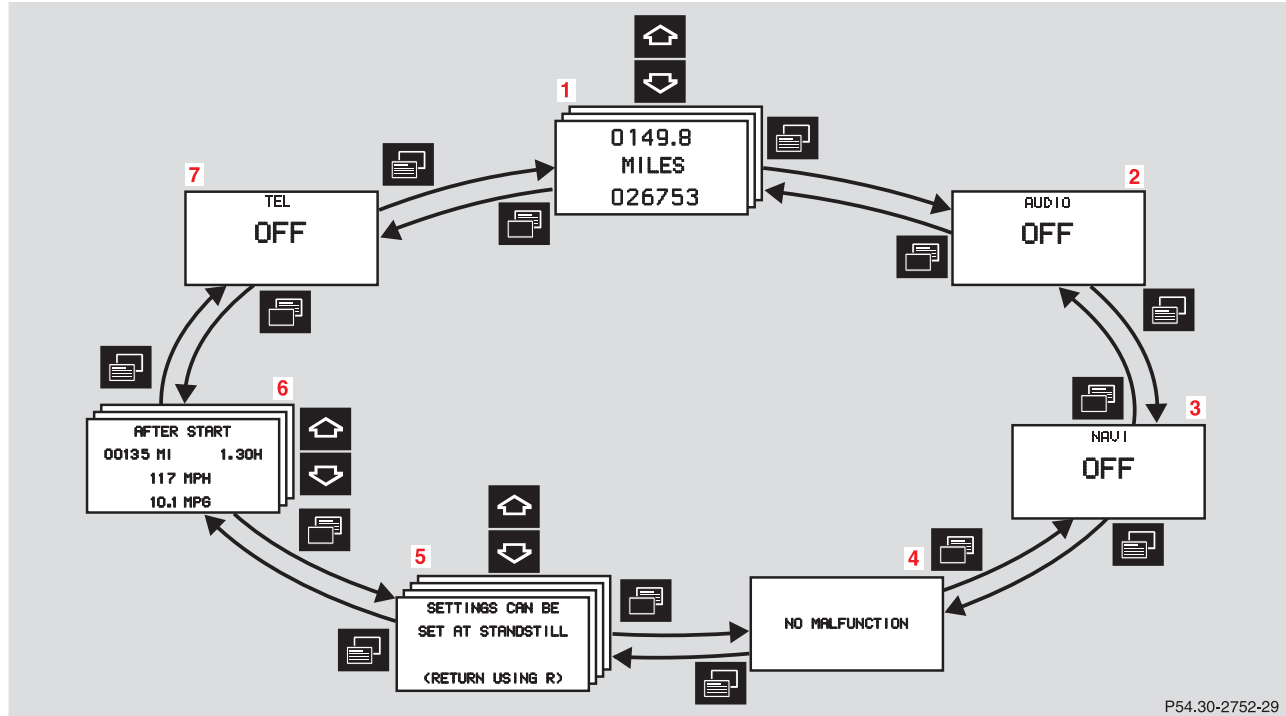 1
0149.8
MILES
026753
2
AUDIO
OFF
3
NAVI
OFF
4
NO MALFUNCTION
5
SETTINGS CAN BE
SET AT STANDSTILL
(RETURN USING R)
6
AFTER START
00135 MI 1.30H
117 MPH
10.1 MPG
7
TEL
OFF
P54.30-2752-29